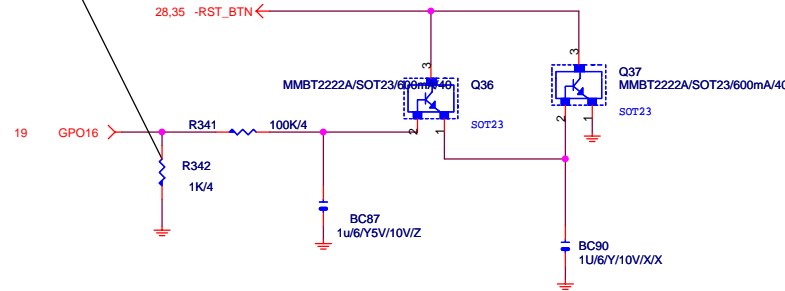 28,35 -RST_BTN
3
3
MMBT2222A/SOT23/600mA/40
Q36
Q37
MMBT2222A/SOT23/600mA/40
SOT23
19 GPO16
R341
100K/4
2
1
SOT23
2
1
R342
1K/4
BC87
1u/6/Y5V/10V/Z
BC90
1U/6/Y/10V/X/X